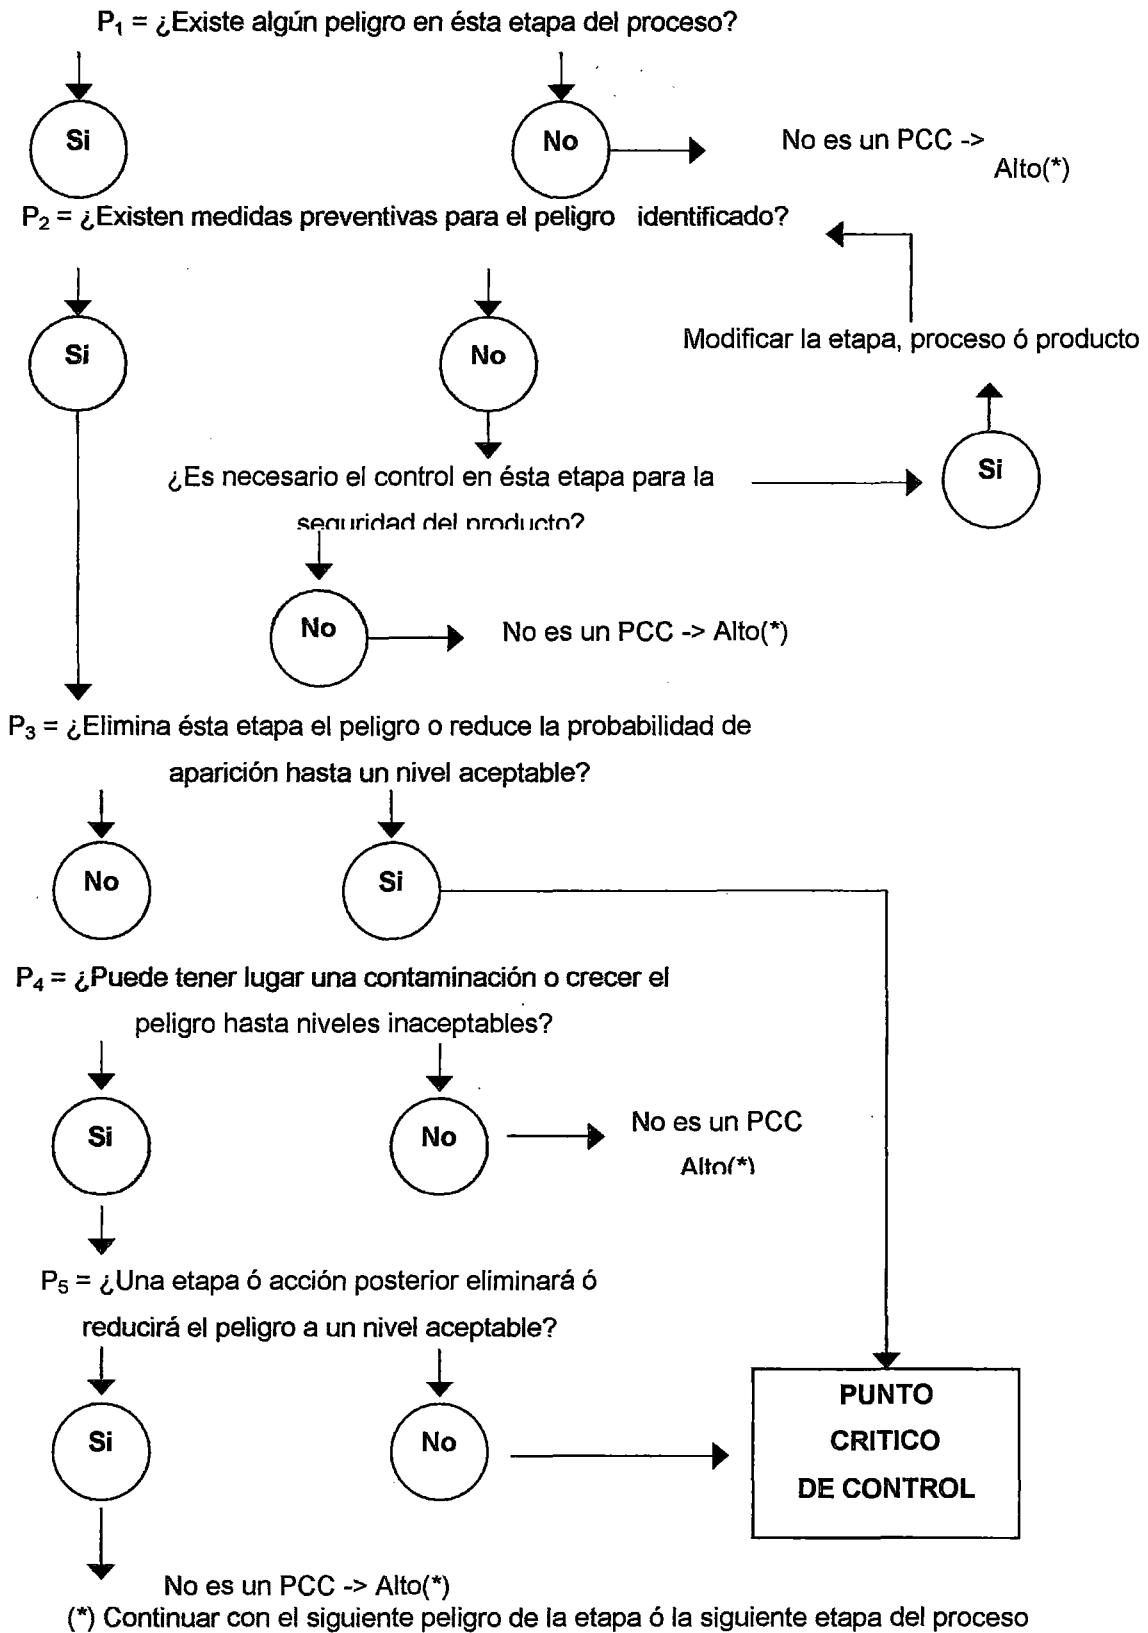 P₁ = ¿Existe algún peligro en ésta etapa del proceso?
Si
No
No es un PCC ->
Alto(*)
P₂ = ¿Existen medidas preventivas para el peligro identificado?
Si
No
Modificar la etapa, proceso ó producto
¿Es necesario el control en ésta etapa para la
Si
seguridad del producto?
No
No es un PCC -> Alto(*)
P₃ = ¿Elimina ésta etapa el peligro o reduce la probabilidad de
aparición hasta un nivel aceptable?
No
Si
P₄ = ¿Puede tener lugar una contaminación o crecer el
peligro hasta niveles inaceptables?
Si
No
No es un PCC
Alto(*)
P₅ = ¿Una etapa ó acción posterior eliminará ó
reducirá el peligro a un nivel aceptable?
Si
No
PUNTO
CRITICO
DE CONTROL
No es un PCC -> Alto(*)
(*) Continuar con el siguiente peligro de la etapa ó la siguiente etapa del proceso